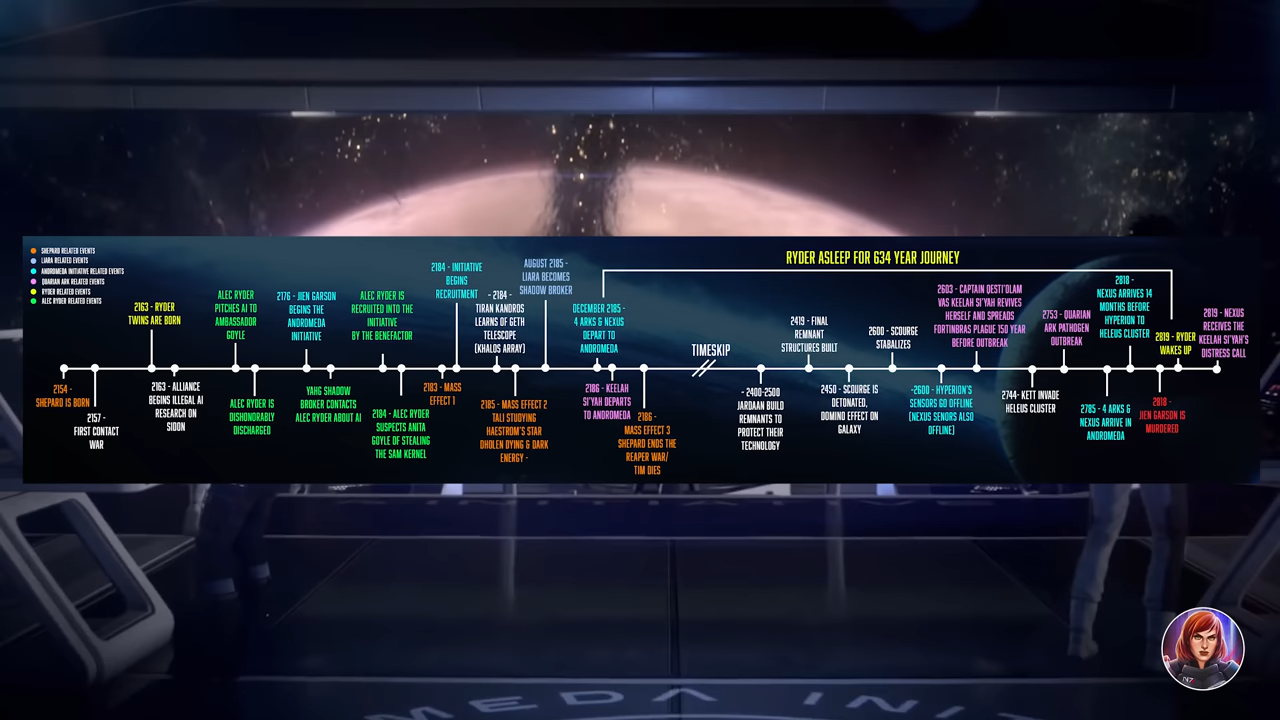 SHEPARD RELATED EVENTS
LIARA RELATED EVENTS
ANDROMEDA INITIATIVE RELATED EVENTS
QUARIAN ARK RELATED EVENTS
RYDER RELATED EVENTS
ALEC RYDER RELATED EVENTS
RYDER ASLEEP FOR 634 YEAR JOURNEY
2154 -
SHEPARD IS BORN
2157 -
FIRST CONTACT
WAR
2163 - RYDER
TWINS ARE BORN
2163 - ALLIANCE
BEGINS ILLEGAL AI
RESEARCH ON
SIDON
ALEC RYDER
PITCHES AI TO
AMBASSADOR
GOYLE
ALEC RYDER IS
DISHONORABLY
DISCHARGED
2176 - JIEN GARSON
BEGINS THE
ANDROMEDA
INITIATIVE
YAHG SHADOW
BROKER CONTACTS
ALEC RYDER ABOUT AI
ALEC RYDER IS
RECRUITED INTO THE
INITIATIVE
BY THE BENEFACTOR
2184 - ALEC RYDER
SUSPECTS ANITA
GOYLE OF STEALING
THE SAM KERNEL
2183 - MASS
EFFECT 1
2184 - INITIATIVE
BEGINS
RECRUITMENT
- 2184 -
TIRAN KANDROS
LEARNS OF GETH
TELESCOPE
(KHALOS ARRAY)
2185 - MASS EFFECT 2
TALI STUDYING
HAESTROM'S STAR
DHOLEN DYING & DARK
ENERGY -
AUGUST 2185 -
LIARA BECOMES
SHADOW BROKER
DECEMBER 2185 -
4 ARKS & NEXUS
DEPART TO
ANDROMEDA
2186 - KEELAH
SI'YAH DEPARTS
TO ANDROMEDA
2186 -
MASS EFFECT 3
SHEPARD ENDS THE
REAPER WAR/
TIM DIES
TIMESKIP
- 2400-2500
JARDAAN BUILD
REMNANTS TO
PROTECT THEIR
TECHNOLOGY
2419 - FINAL
REMNANT
STRUCTURES BUILT
2450 - SCOURGE IS
DETONATED,
DOMINO EFFECT ON
GALAXY
2600 - SCOURGE
STABALIZES
~2600 - HYPERION'S
SENSORS GO OFFLINE
(NEXUS SENORS ALSO
OFFLINE)
2603 - CAPTAIN QESTI'OLAM
VAS KEELAH SI'YAH REVIVES
HERSELF AND SPREADS
FORTINBRAS PLAGUE 150 YEAR
BEFORE OUTBREAK
2744- KETT INVADE
HELEUS CLUSTER
2753 - QUARIAN
ARK PATHOGEN
OUTBREAK
2785 - 4 ARKS &
NEXUS ARRIVE IN
ANDROMEDA
2818 -
NEXUS ARRIVES 14
MONTHS BEFORE
HYPERION TO
HELEUS CLUSTER
2818 -
JIEN GARSON IS
MURDERED
2819 - RYDER
WAKES UP
2819 - NEXUS
RECEIVES THE
KEELAH SI'YAH'S
DISTRESS CALL
N7
MEDA INI